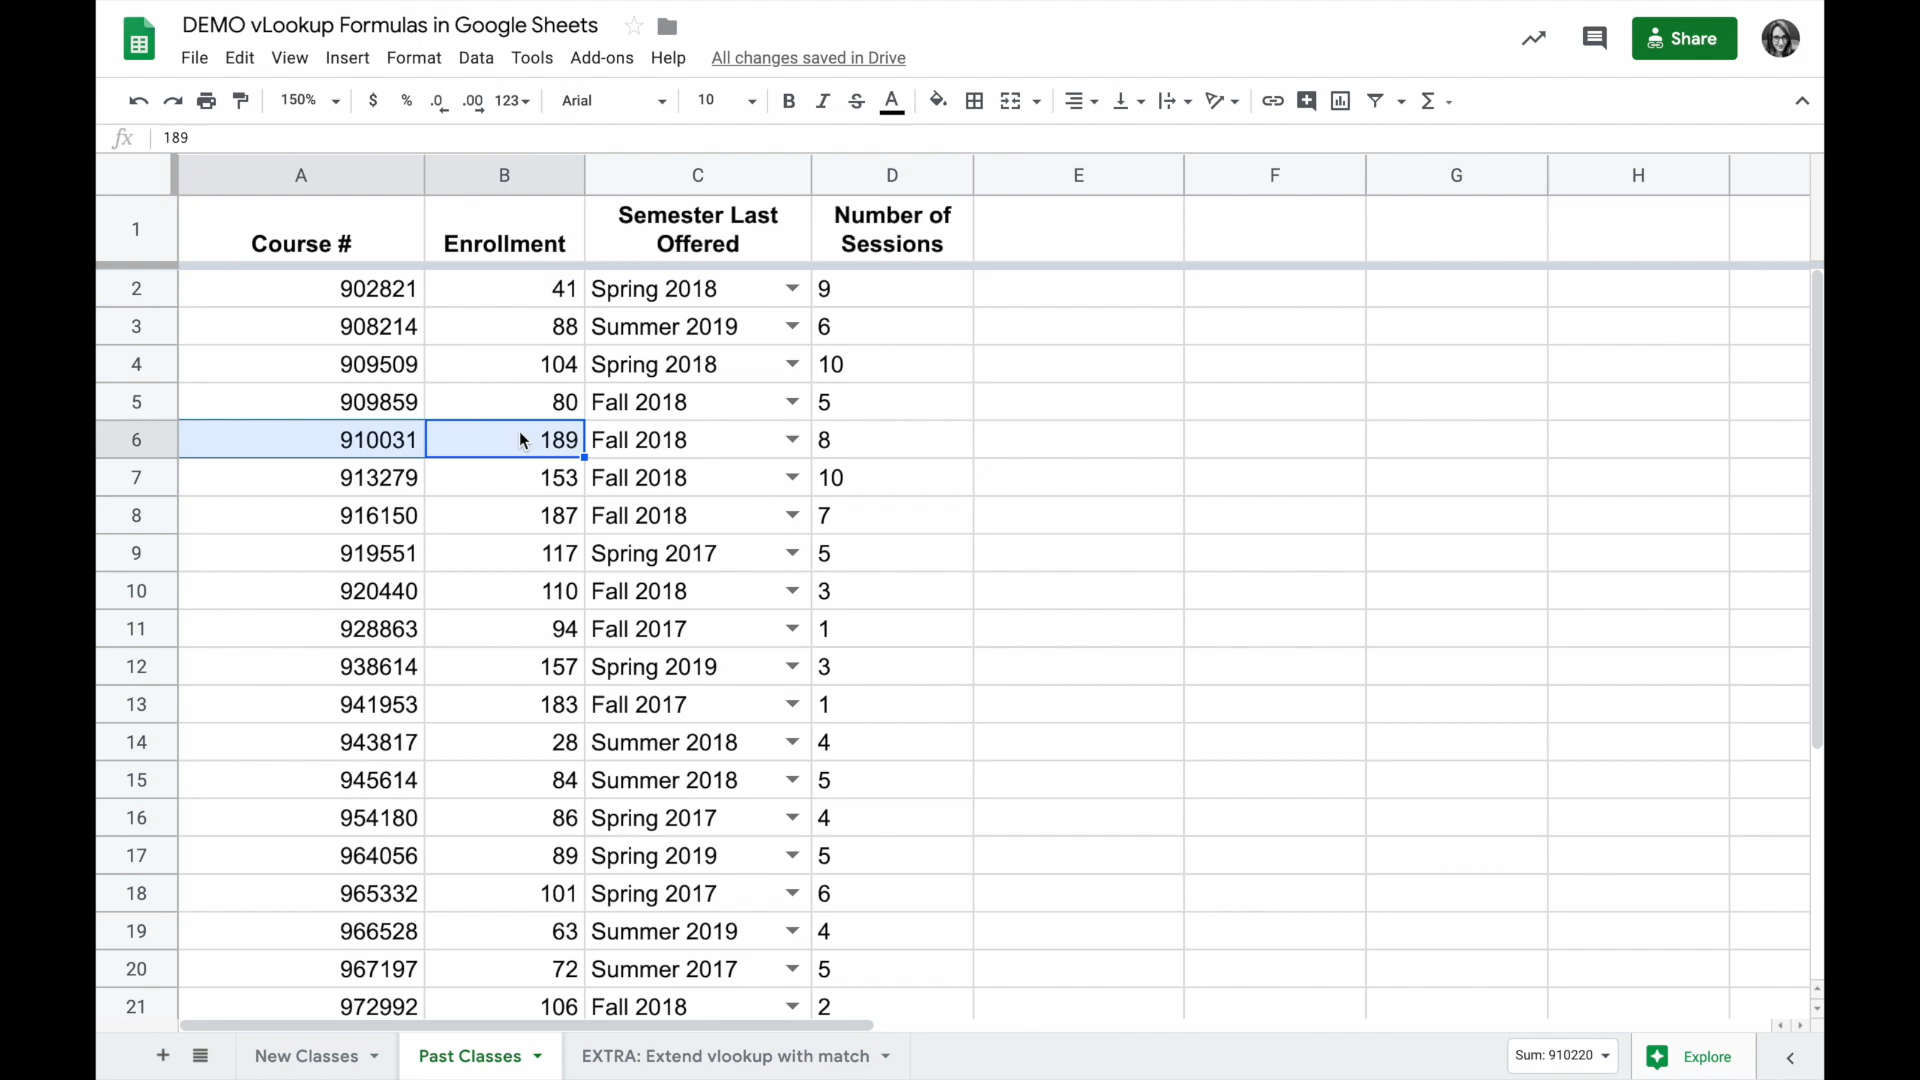 DEMO vLookup Formulas in Google Sheets
File Edit View Insert Format Data Tools Add-ons Help All changes saved in Drive
Share
150% $ % .0 .00 123 Arial 10 B I S A
fx 189
A B C D E F G H
1 Course # Enrollment Semester Last Offered Number of Sessions
2 902821 41 Spring 2018 9
3 908214 88 Summer 2019 6
4 909509 104 Spring 2018 10
5 909859 80 Fall 2018 5
6 910031 189 Fall 2018 8
7 913279 153 Fall 2018 10
8 916150 187 Fall 2018 7
9 919551 117 Spring 2017 5
10 920440 110 Fall 2018 3
11 928863 94 Fall 2017 1
12 938614 157 Spring 2019 3
13 941953 183 Fall 2017 1
14 943817 28 Summer 2018 4
15 945614 84 Summer 2018 5
16 954180 86 Spring 2017 4
17 964056 89 Spring 2019 5
18 965332 101 Spring 2017 6
19 966528 63 Summer 2019 4
20 967197 72 Summer 2017 5
21 972992 106 Fall 2018 2
New Classes Past Classes EXTRA: Extend vlookup with match Sum: 910220 Explore